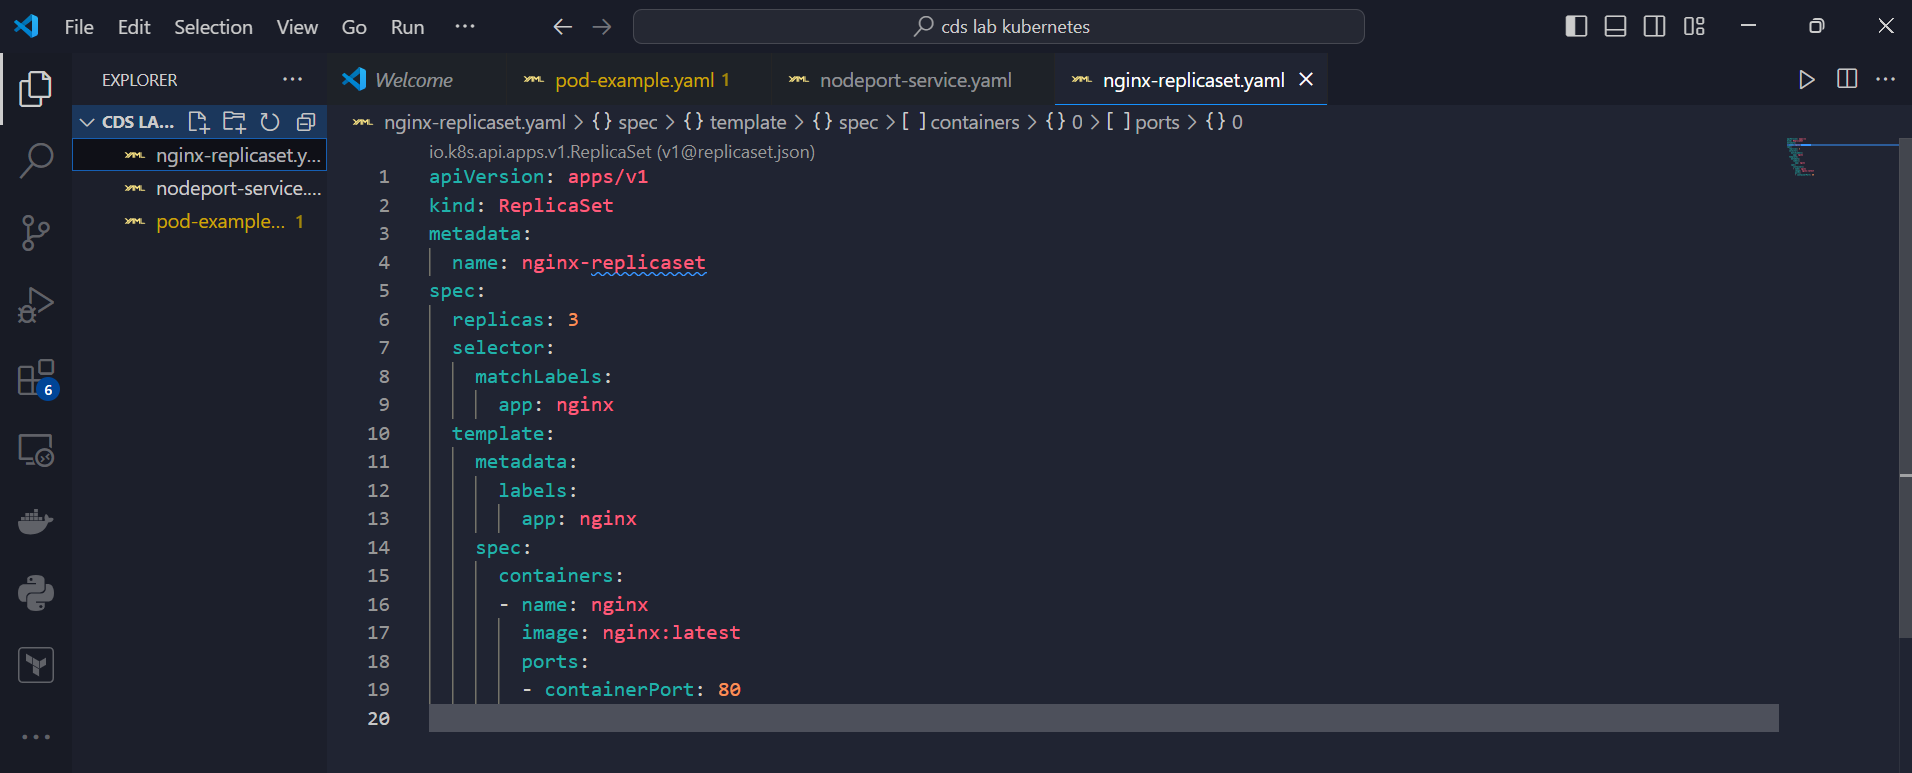 File Edit Selection View Go Run ··· cds lab kubernetes
EXPLORER ···
Welcome
pod-example.yaml 1
nodeport-service.yaml
nginx-replicaset.yaml
CDS LA...
nginx-replicaset.y...
nodeport-service....
pod-example... 1
6
nginx-replicaset.yaml > {} spec > {} template > {} spec > [ ] containers > {} 0 > [ ] ports > {} 0
io.k8s.api.apps.v1.ReplicaSet (v1@replicaset.json)
1 apiVersion: apps/v1
2 kind: ReplicaSet
3 metadata:
4   name: nginx-replicaset
5 spec:
6   replicas: 3
7   selector:
8     matchLabels:
9       app: nginx
10   template:
11     metadata:
12       labels:
13         app: nginx
14     spec:
15       containers:
16       - name: nginx
17         image: nginx:latest
18         ports:
19         - containerPort: 80
20